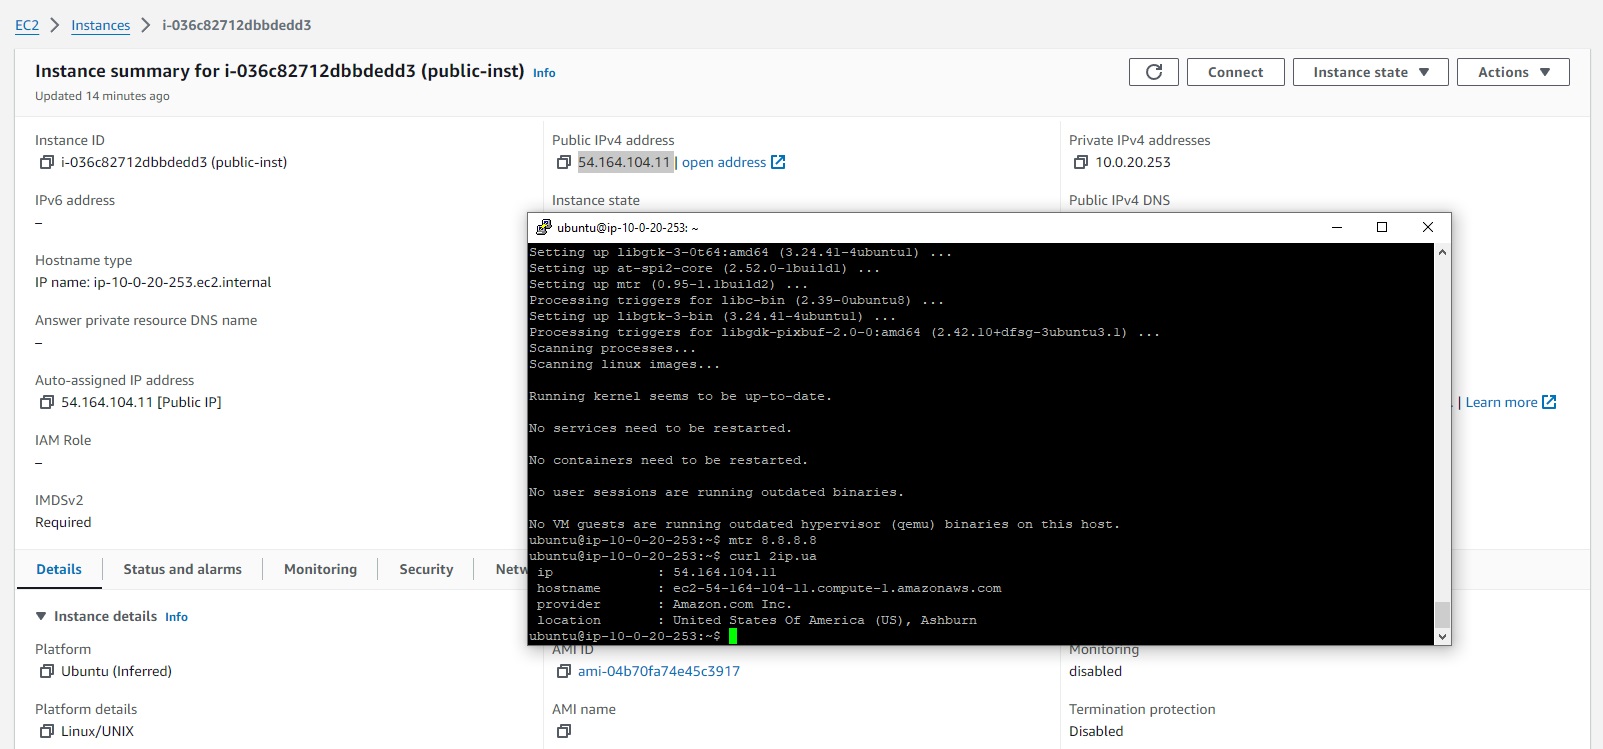 EC2 > Instances > i-036c82712dbbdedd3
Instance summary for i-036c82712dbbdedd3 (public-inst) Info
Updated 14 minutes ago
Connect
Instance state
Actions
Instance ID
i-036c82712dbbdedd3 (public-inst)
Public IPv4 address
54.164.104.11 | open address
Private IPv4 addresses
10.0.20.253
IPv6 address
–
Instance state
Public IPv4 DNS
Hostname type
IP name: ip-10-0-20-253.ec2.internal
Answer private resource DNS name
–
Auto-assigned IP address
54.164.104.11 [Public IP]
| Learn more
IAM Role
–
IMDSv2
Required
ubuntu@ip-10-0-20-253: ~
Setting up libgtk-3-0t64:amd64 (3.24.41-4ubuntu1) ...
Setting up at-spi2-core (2.52.0-1build1) ...
Setting up mtr (0.95-1.1build2) ...
Processing triggers for libc-bin (2.39-0ubuntu8) ...
Setting up libgtk-3-bin (3.24.41-4ubuntu1) ...
Processing triggers for libgdk-pixbuf-2.0-0:amd64 (2.42.10+dfsg-3ubuntu3.1) ...
Scanning processes...
Scanning linux images...
Running kernel seems to be up-to-date.
No services need to be restarted.
No containers need to be restarted.
No user sessions are running outdated binaries.
No VM guests are running outdated hypervisor (qemu) binaries on this host.
ubuntu@ip-10-0-20-253:~$ mtr 8.8.8.8
ubuntu@ip-10-0-20-253:~$ curl 2ip.ua
ip : 54.164.104.11
hostname : ec2-54-164-104-11.compute-1.amazonaws.com
provider : Amazon.com Inc.
location : United States Of America (US), Ashburn
ubuntu@ip-10-0-20-253:~$
Details
Status and alarms
Monitoring
Security
Instance details Info
Platform
Ubuntu (Inferred)
AMI ID
ami-04b70fa74e45c3917
Monitoring
disabled
Platform details
Linux/UNIX
AMI name
Termination protection
Disabled